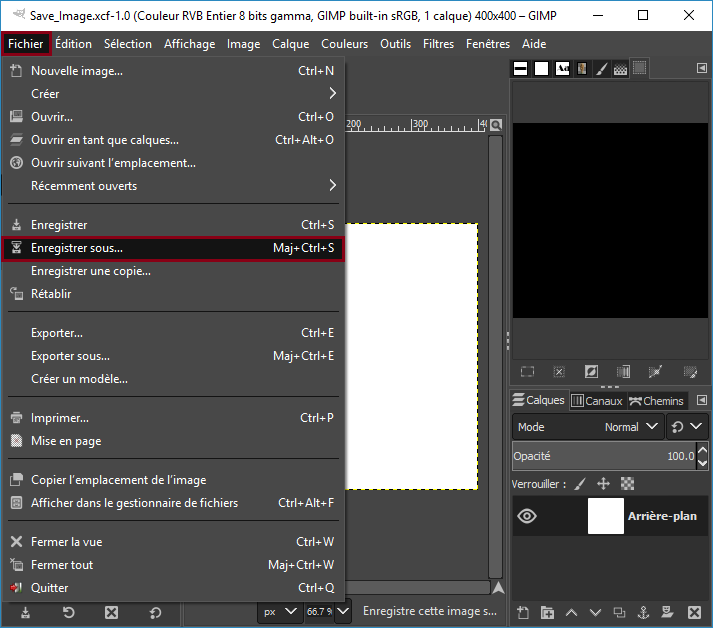 Save_Image.xcf-1.0 (Couleur RVB Entier 8 bits gamma, GIMP built-in sRGB, 1 calque) 400x400 – GIMP
Fichier Édition Sélection Affichage Image Calque Couleurs Outils Filtres Fenêtres Aide
Nouvelle image... Ctrl+N
Créer
Ouvrir... Ctrl+O
Ouvrir en tant que calques... Ctrl+Alt+O
Ouvrir suivant l'emplacement...
Récemment ouverts
Enregistrer Ctrl+S
Enregistrer sous... Maj+Ctrl+S
Enregistrer une copie...
Rétablir
Exporter... Ctrl+E
Exporter sous... Maj+Ctrl+E
Créer un modèle...
Imprimer... Ctrl+P
Mise en page
Copier l'emplacement de l'image
Afficher dans le gestionnaire de fichiers Ctrl+Alt+F
Fermer la vue Ctrl+W
Fermer tout Maj+Ctrl+W
Quitter Ctrl+Q
200 300
px 66.7 Enregistre cette image s...
Aa
Calques Canaux Chemins
Mode Normal
Opacité 100.0
Verrouiller :
Arrière-plan